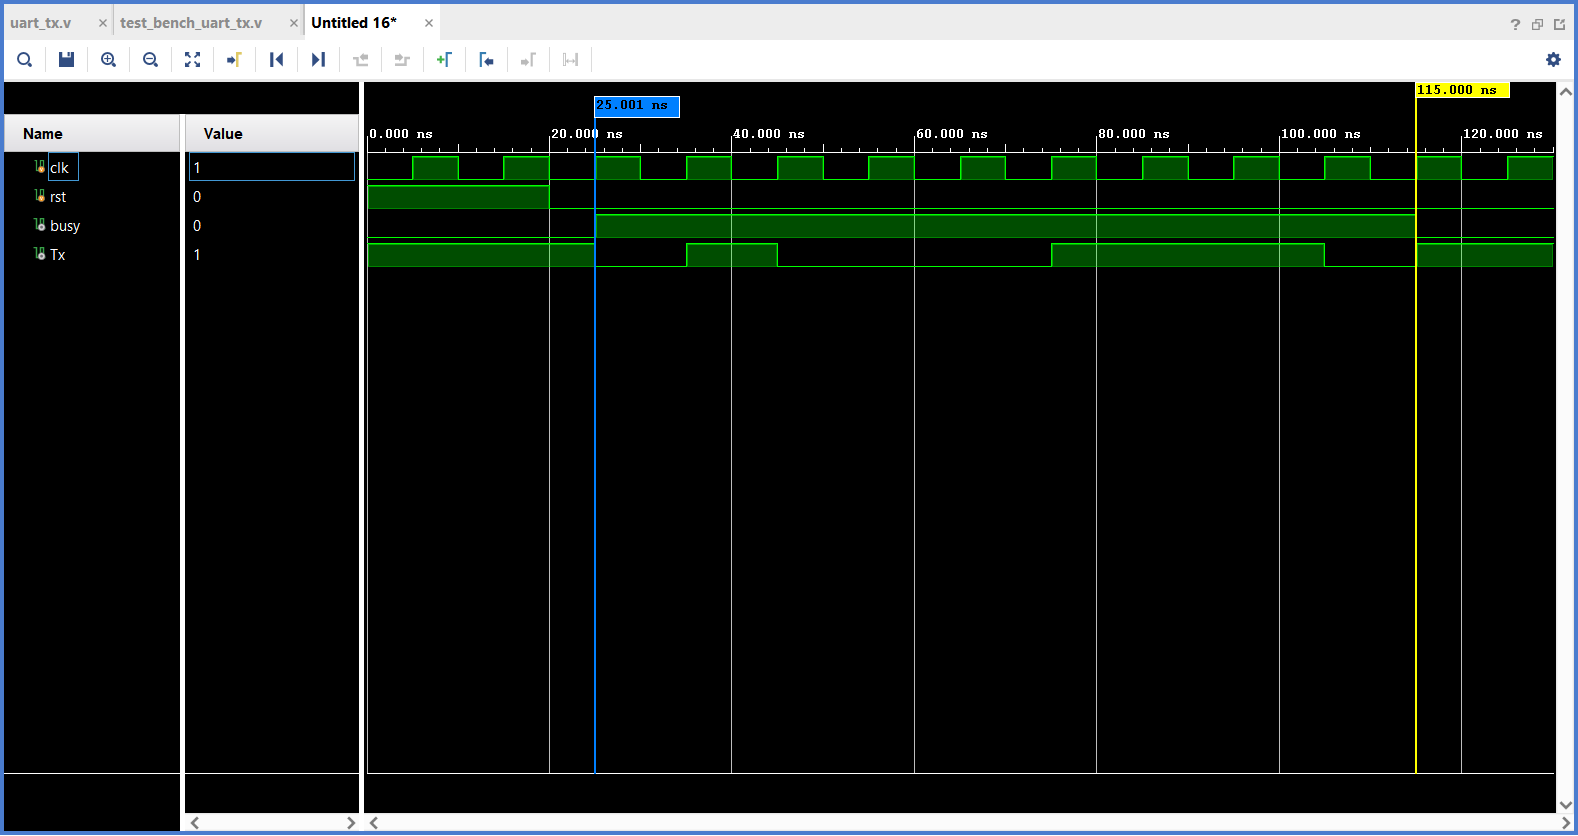 uart_tx.v × test_bench_uart_tx.v × Untitled 16* ×
?
115.000 ns
25.001 ns
Name Value
0.000 ns 20.000 ns 40.000 ns 60.000 ns 80.000 ns 100.000 ns 120.000 ns
clk 1
rst 0
busy 0
Tx 1